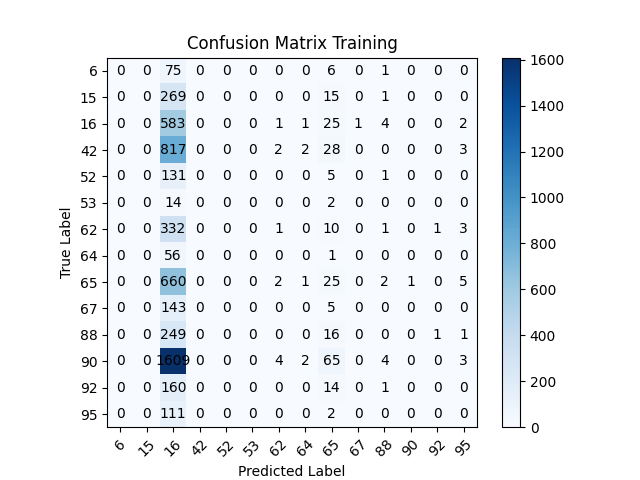 Confusion Matrix Training
6 0 0 75 0 0 0 0 0 6 0 1 0 0 0
15 0 0 269 0 0 0 0 0 15 0 1 0 0 0
16 0 0 583 0 0 0 1 1 25 1 4 0 0 2
42 0 0 817 0 0 0 2 2 28 0 0 0 0 3
52 0 0 131 0 0 0 0 0 5 0 1 0 0 0
53 0 0 14 0 0 0 0 0 2 0 0 0 0 0
62 0 0 332 0 0 0 1 0 10 0 1 0 1 3
64 0 0 56 0 0 0 0 0 1 0 0 0 0 0
65 0 0 660 0 0 0 2 1 25 0 2 1 0 5
67 0 0 143 0 0 0 0 0 5 0 0 0 0 0
88 0 0 249 0 0 0 0 0 16 0 0 0 1 1
90 0 0 1609 0 0 0 4 2 65 0 4 0 0 3
92 0 0 160 0 0 0 0 0 14 0 1 0 0 0
95 0 0 111 0 0 0 0 0 2 0 0 0 0 0
6 15 16 42 52 53 62 64 65 67 88 90 92 95
Predicted Label
True Label
1600
1400
1200
1000
800
600
400
200
0